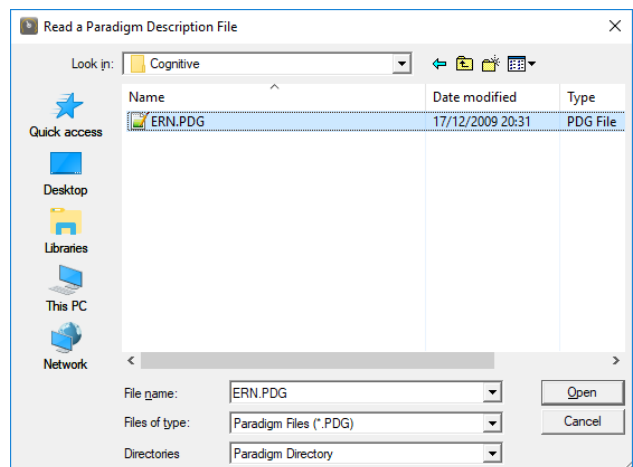 Read a Paradigm Description File
Look in: Cognitive
Name Date modified Type
ERN.PDG 17/12/2009 20:31 PDG File
Quick access
Desktop
Libraries
This PC
Network
File name: ERN.PDG Open
Files of type: Paradigm Files (*.PDG) Cancel
Directories Paradigm Directory